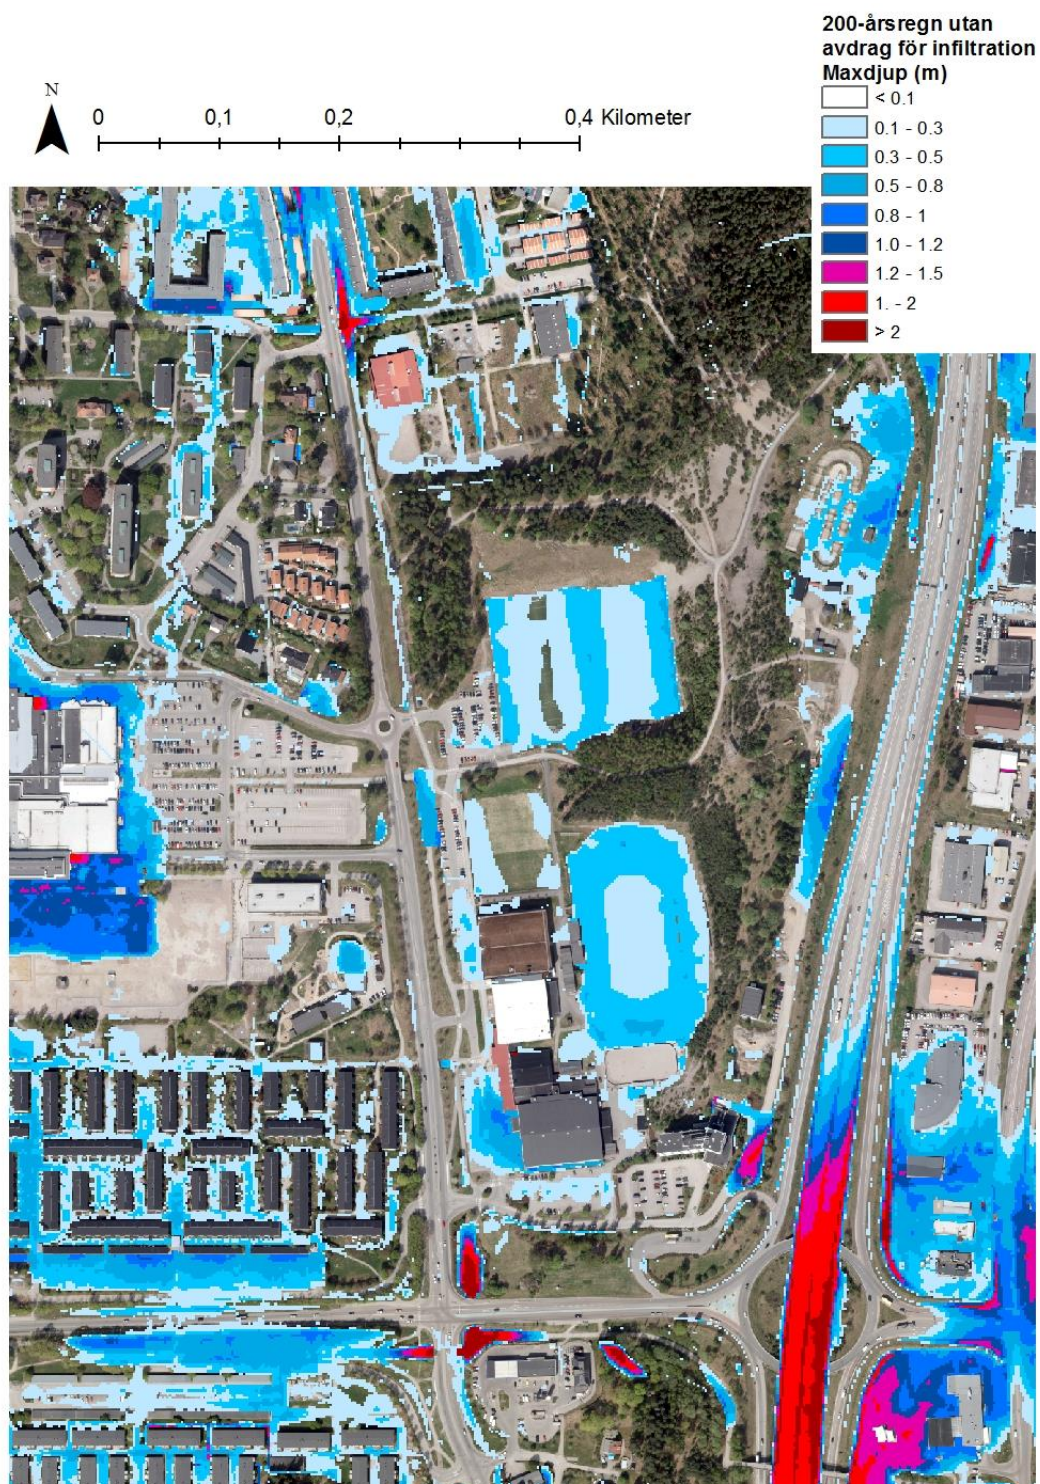 200-årsregn utan
avdrag för infiltration
Maxdjup (m)
< 0.1
0.1 - 0.3
0.3 - 0.5
0.5 - 0.8
0.8 - 1
1.0 - 1.2
1.2 - 1.5
1. - 2
> 2
N
0 0,1 0,2 0,4 Kilometer